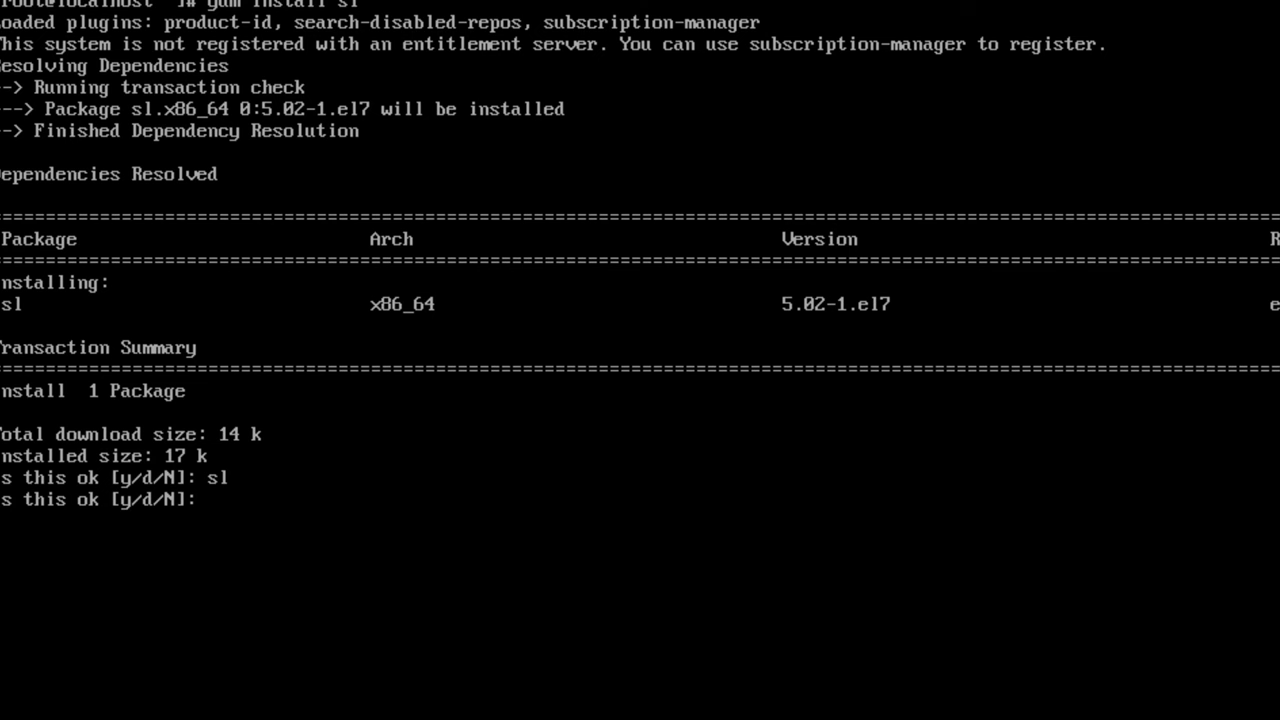 root@localhost ~]# yum install sl
oaded plugins: product-id, search-disabled-repos, subscription-manager
his system is not registered with an entitlement server. You can use subscription-manager to register.
esolving Dependencies
--> Running transaction check
---> Package sl.x86_64 0:5.02-1.el7 will be installed
--> Finished Dependency Resolution
ependencies Resolved
Package Arch Version R
nstalling:
sl x86_64 5.02-1.el7 e
ransaction Summary
nstall 1 Package
otal download size: 14 k
nstalled size: 17 k
s this ok [y/d/N]: sl
s this ok [y/d/N]: